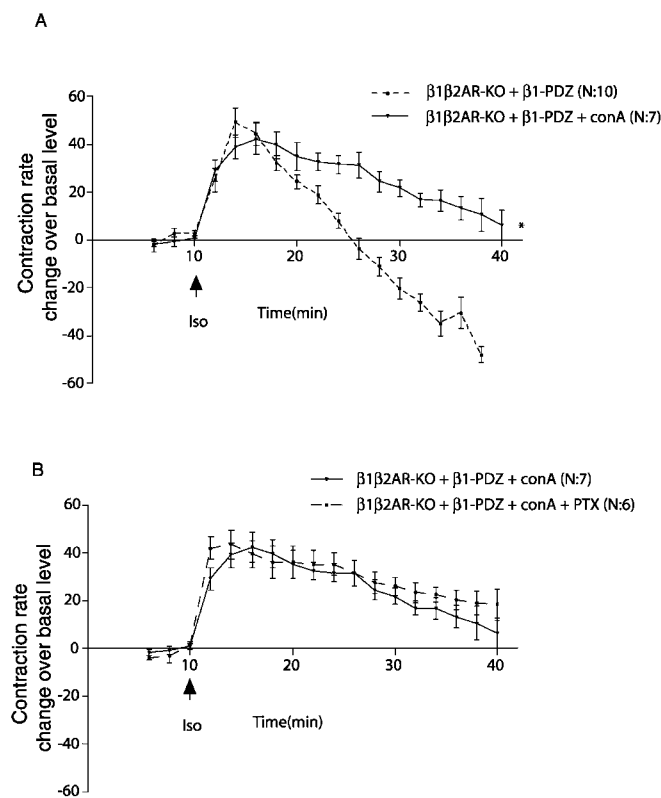 A
β1β2AR-KO + β1-PDZ (N:10)
β1β2AR-KO + β1-PDZ + conA (N:7)
Contraction rate
change over basal level
60
40
20
0
-20
-40
-60
10
20
30
40
*
Iso
Time(min)
B
β1β2AR-KO + β1-PDZ + conA (N:7)
β1β2AR-KO + β1-PDZ + conA + PTX (N:6)
Contraction rate
change over basal level
60
40
20
0
-20
-40
-60
10
20
30
40
Iso
Time(min)